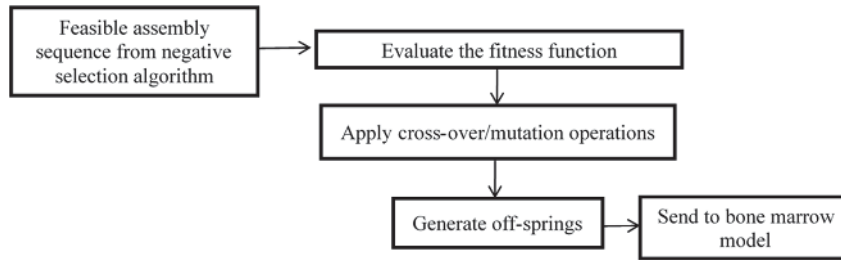 Feasible assembly
sequence from negative
selection algorithm
Evaluate the fitness function
Apply cross-over/mutation operations
Generate off-springs
Send to bone marrow
model